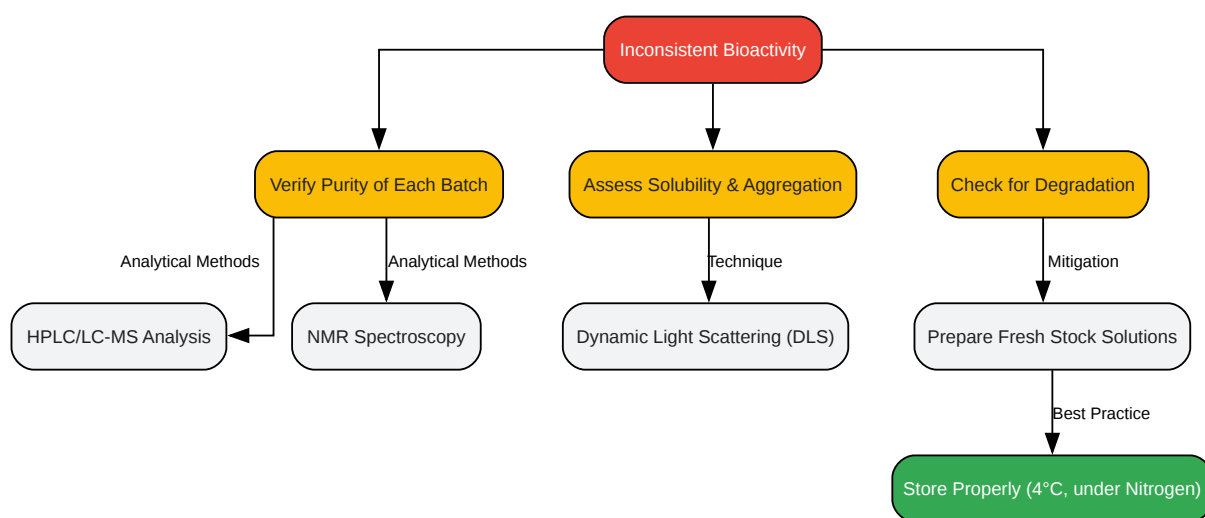 Inconsistent Bioactivity
Verify Purity of Each Batch
Assess Solubility & Aggregation
Check for Degradation
Analytical Methods
Analytical Methods
Technique
Mitigation
HPLC/LC-MS Analysis
NMR Spectroscopy
Dynamic Light Scattering (DLS)
Prepare Fresh Stock Solutions
Best Practice
Store Properly (4°C, under Nitrogen)